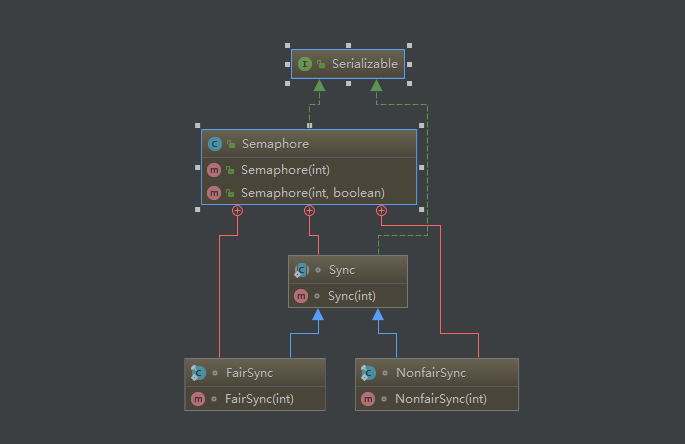 I Serializable
C Semaphore
m Semaphore(int)
m Semaphore(int, boolean)
C Sync
m Sync(int)
C FairSync
m FairSync(int)
C NonfairSync
m NonfairSync(int)